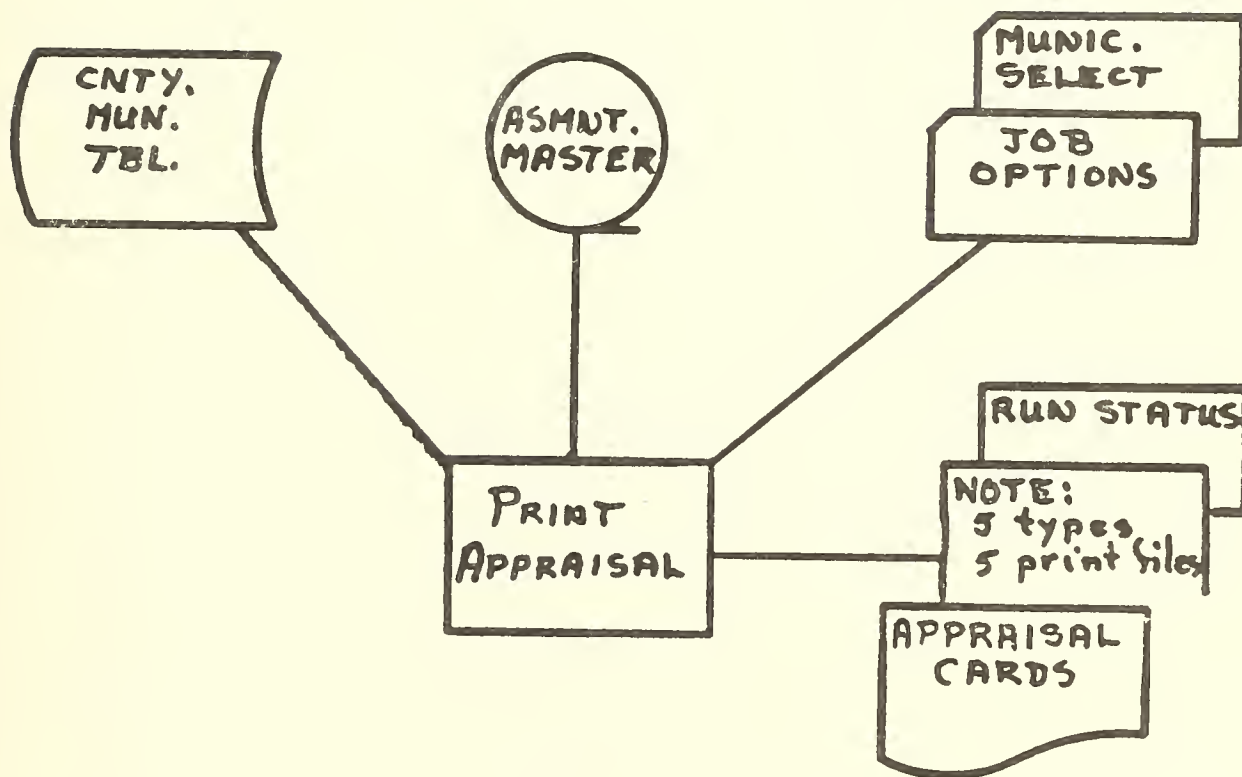 CNTY.
MUN.
TBL.
ASMNT.
MASTER
MUNIC.
SELECT
JOB
OPTIONS
RUN STATUS
NOTE:
5 types
5 print files
PRINT
APPRAISAL
APPRAISAL
CARDS